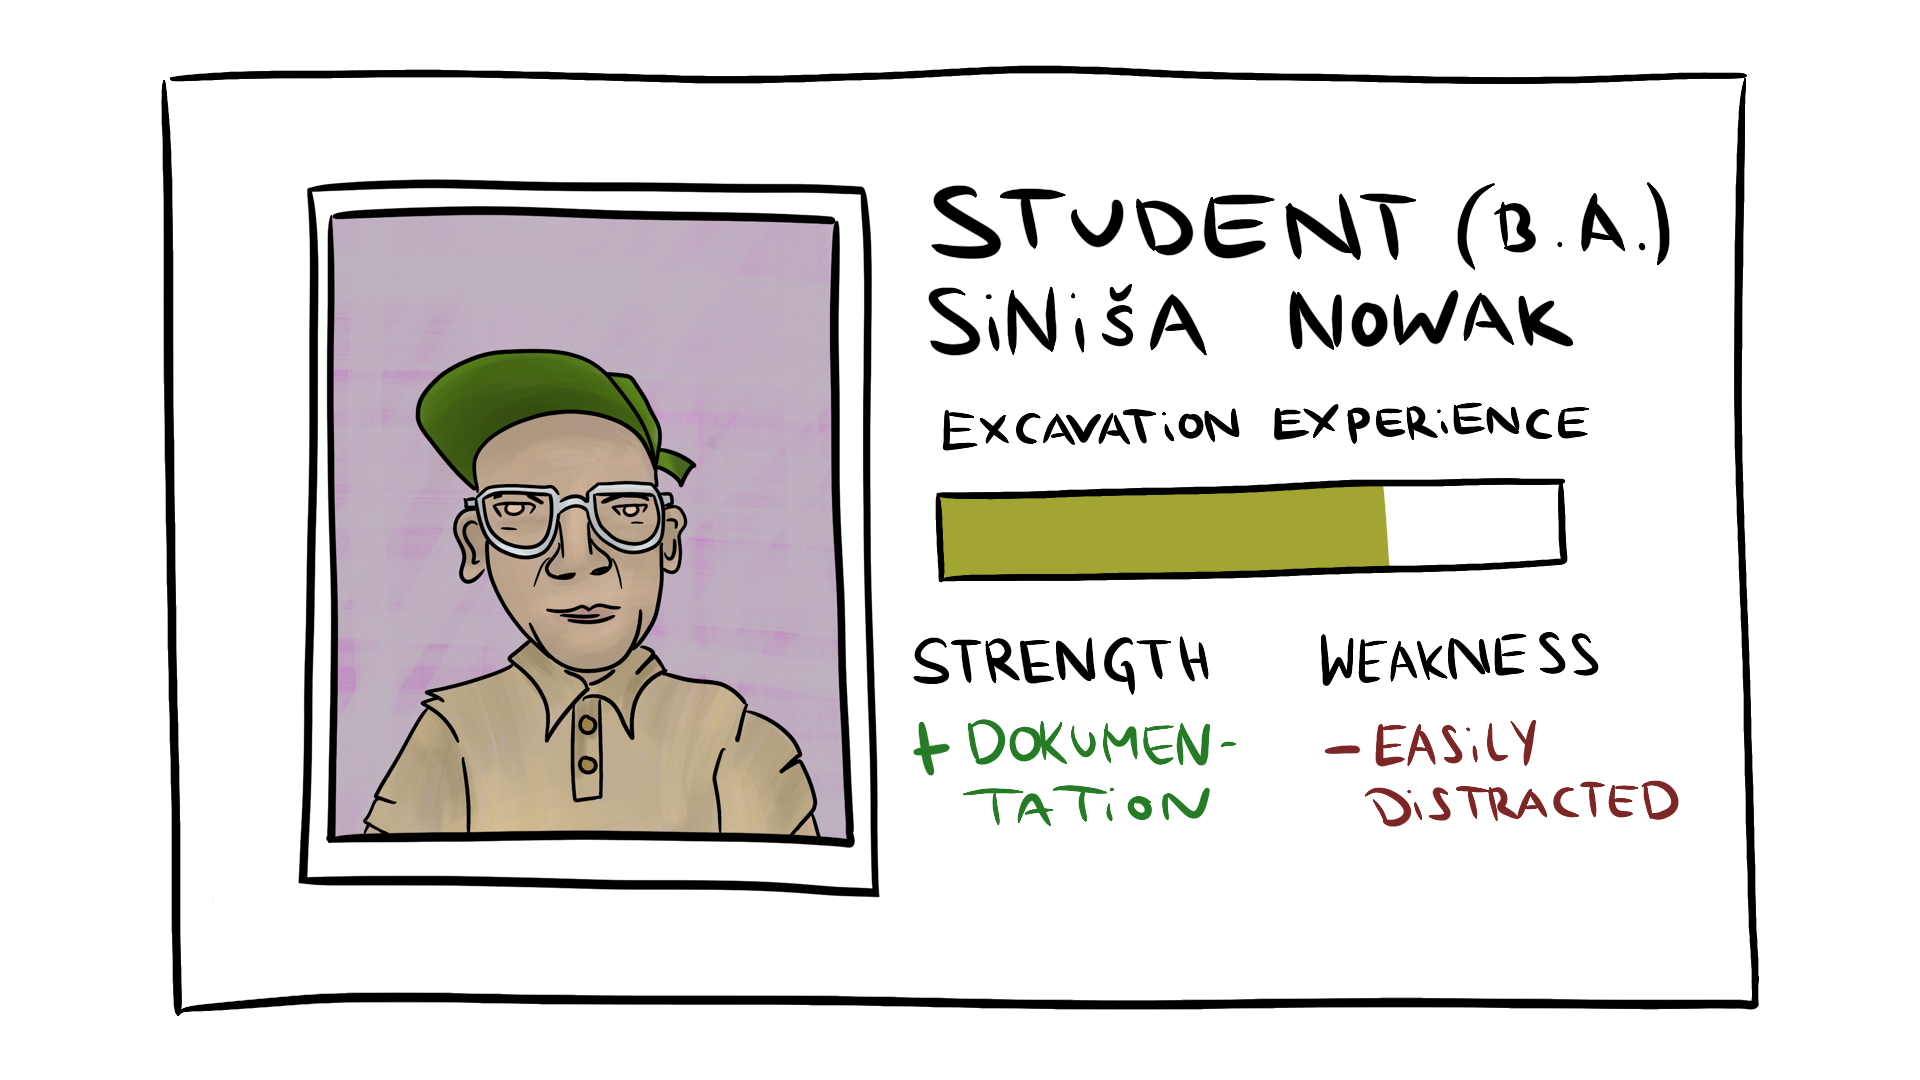 STUDENT (B.A.)
SiNiŠA NOWAK
EXCAVATiON EXPERiENCE
STRENGTH WEAKNESS
+ DOKUMEN- - EASiLY
TATiON DiSTRACTED